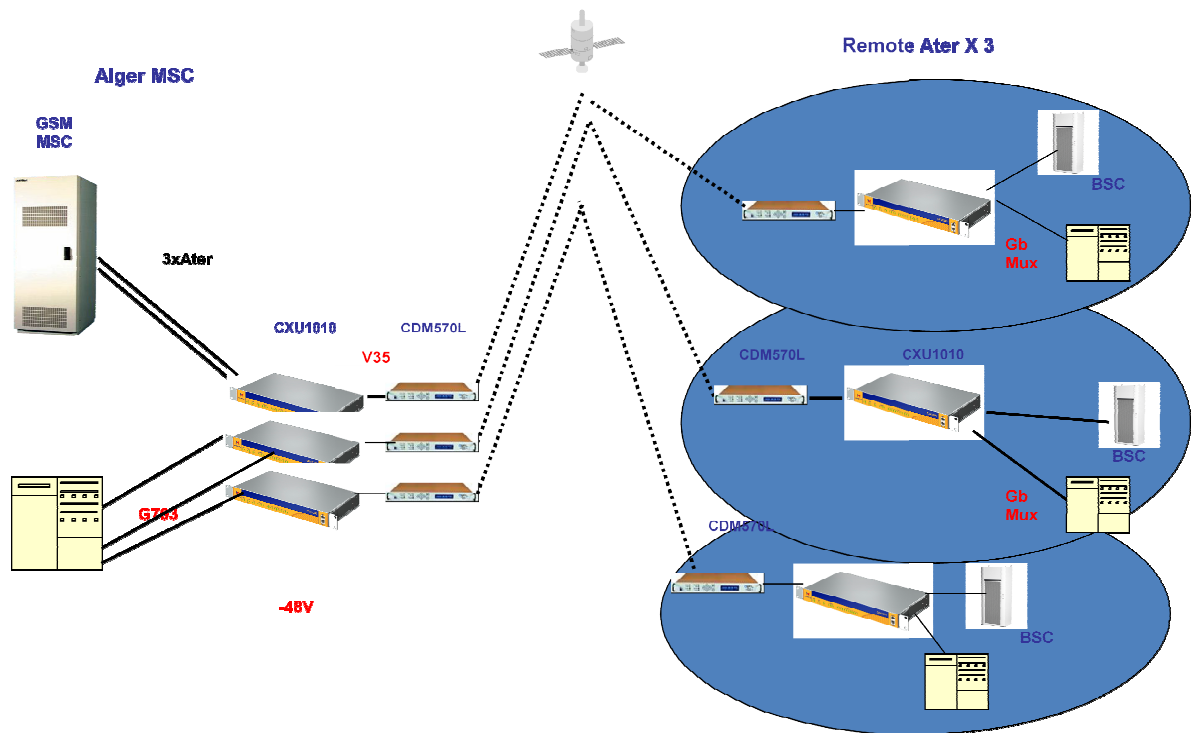 Remote Ater X 3
Alger MSC
GSM
MSC
BSC
3xAter
Gb
Mux
CXU1010
CDM570L
V35
CDM570L
CXU1010
BSC
G703
Gb
Mux
CDM570L
-48V
BSC